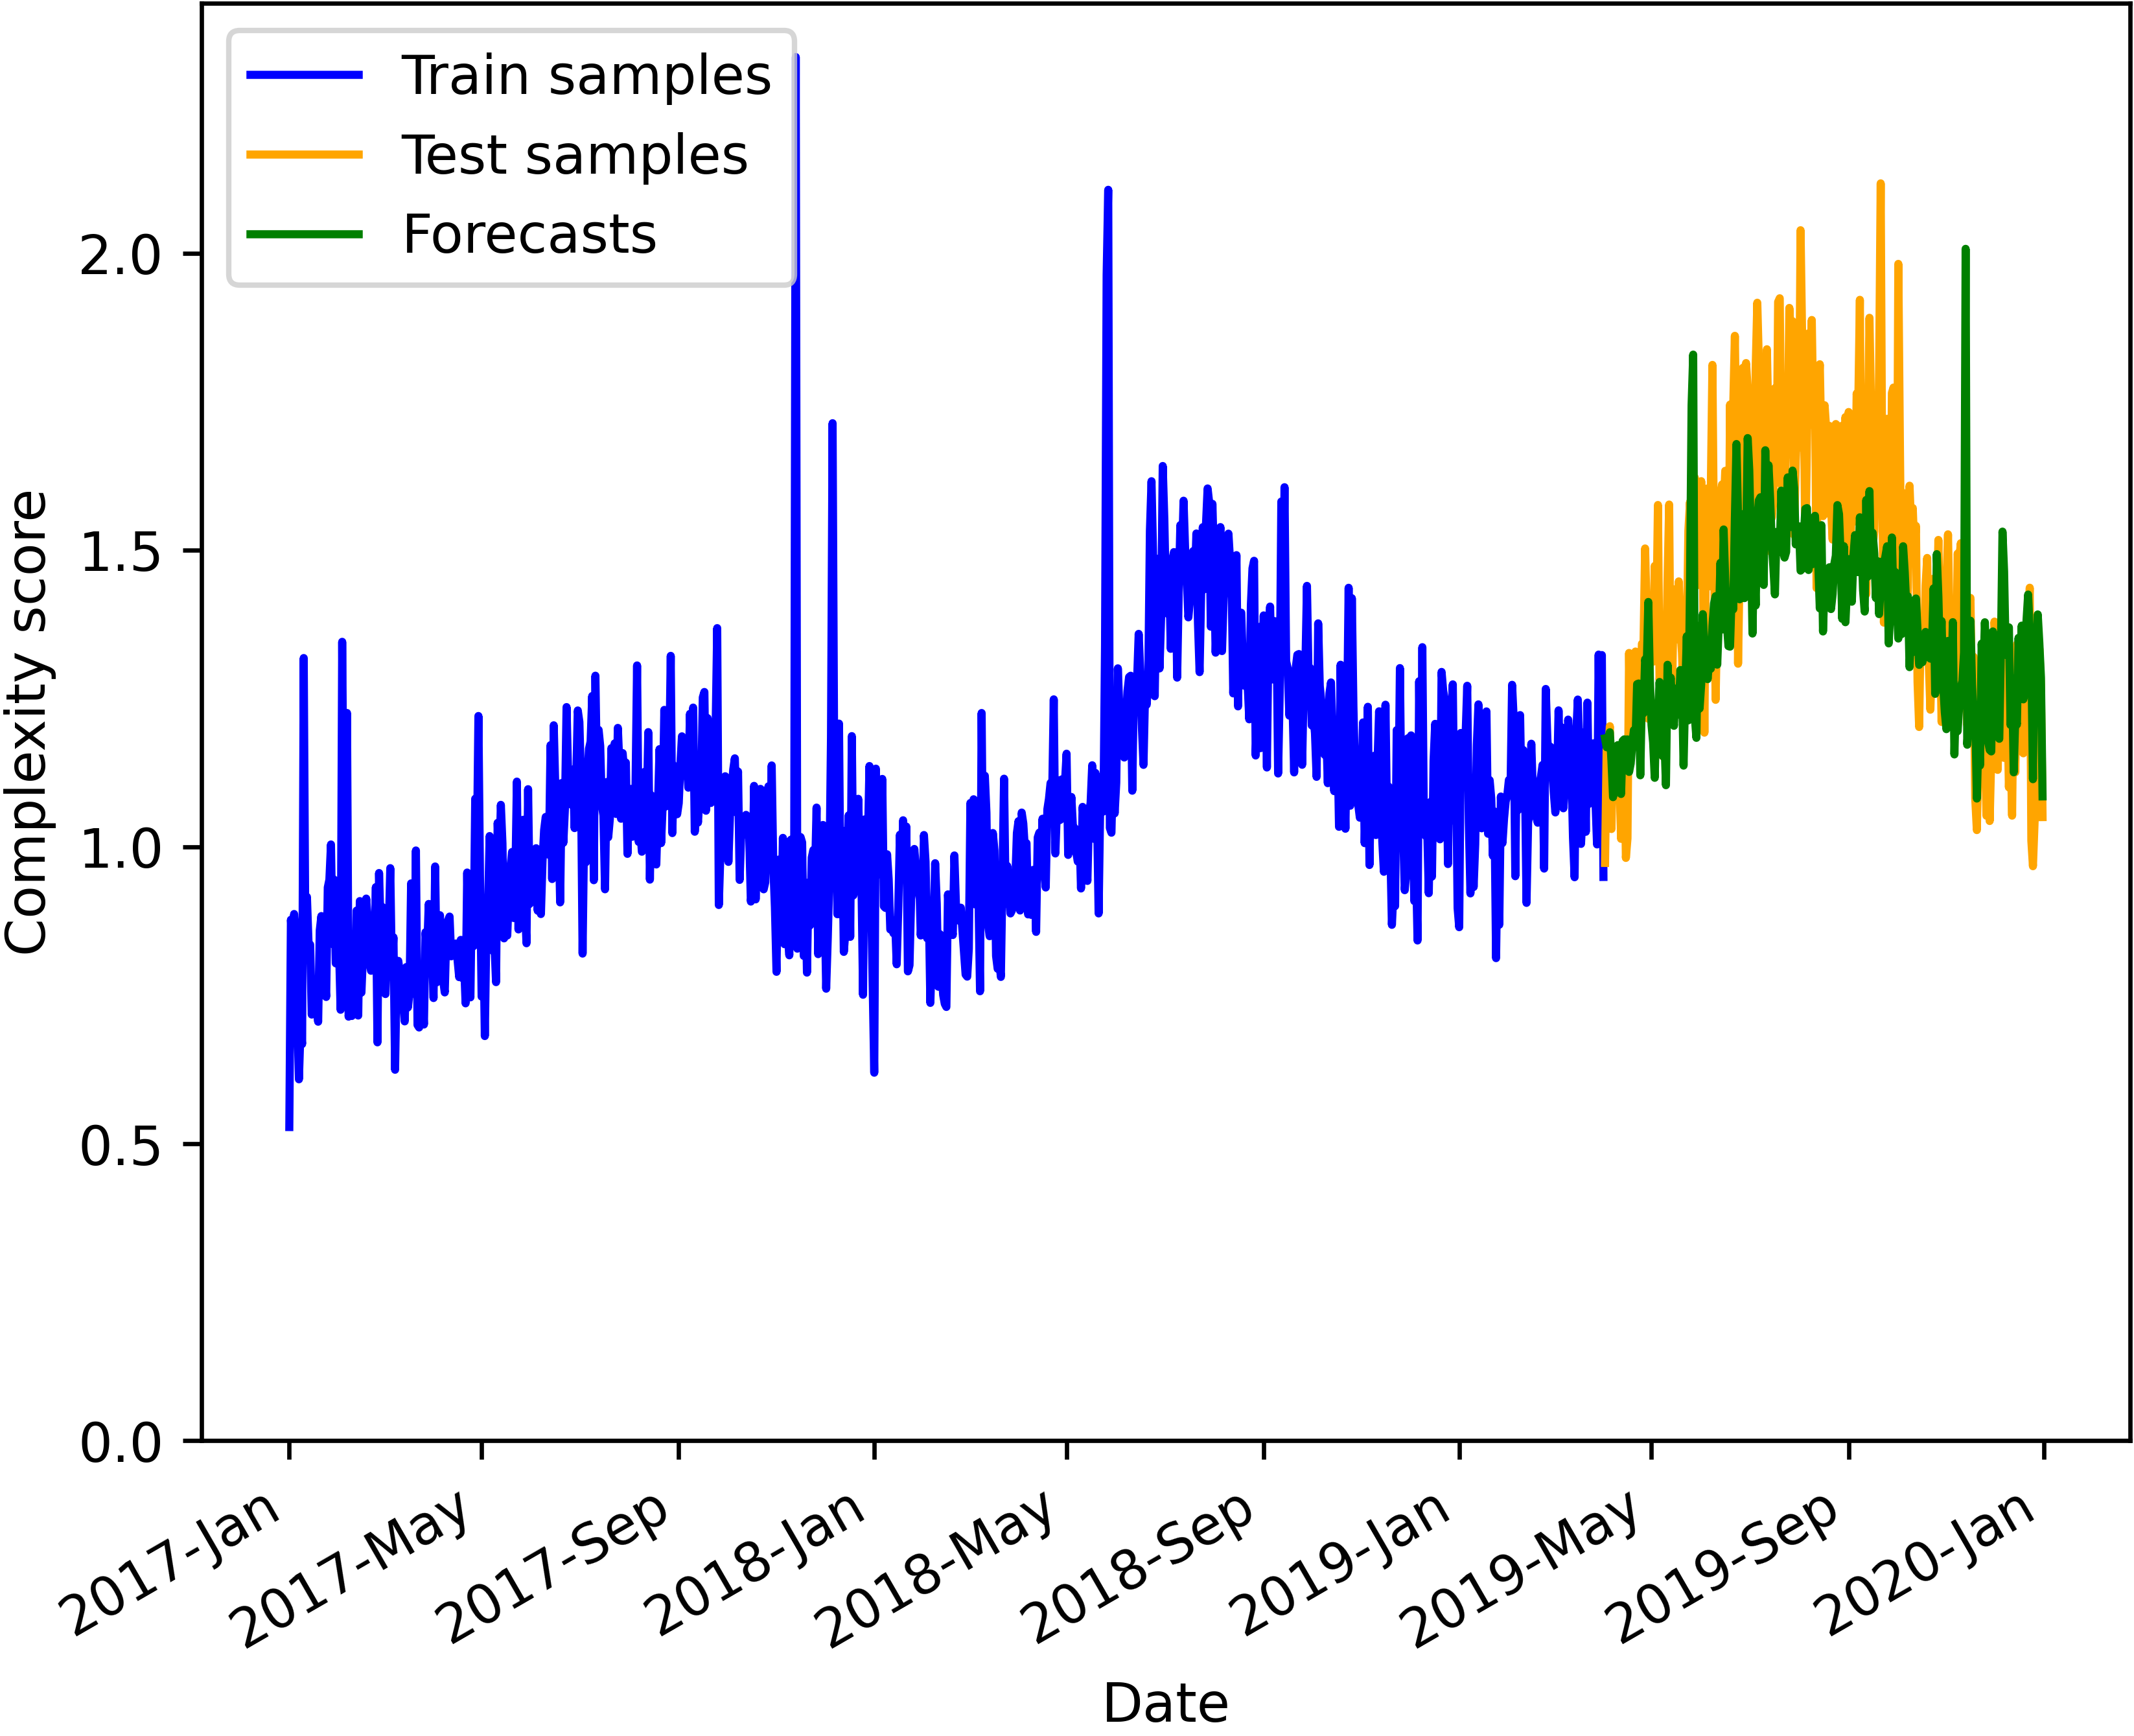 Train samples
Test samples
Forecasts
Complexity score
2.0
1.5
1.0
0.5
0.0
2017-Jan
2017-May
2017-Sep
2018-Jan
2018-May
2018-Sep
2019-Jan
2019-May
2019-Sep
2020-Jan
Date